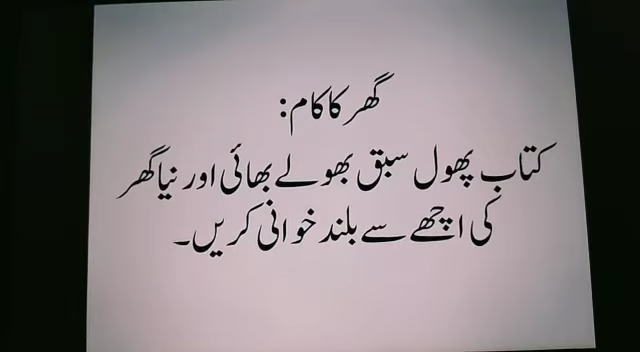 گھر کا کام:
کتاب پھول سبق بھولے بھائی اور نیا گھر
کی اچھے سے بلند خوانی کریں۔